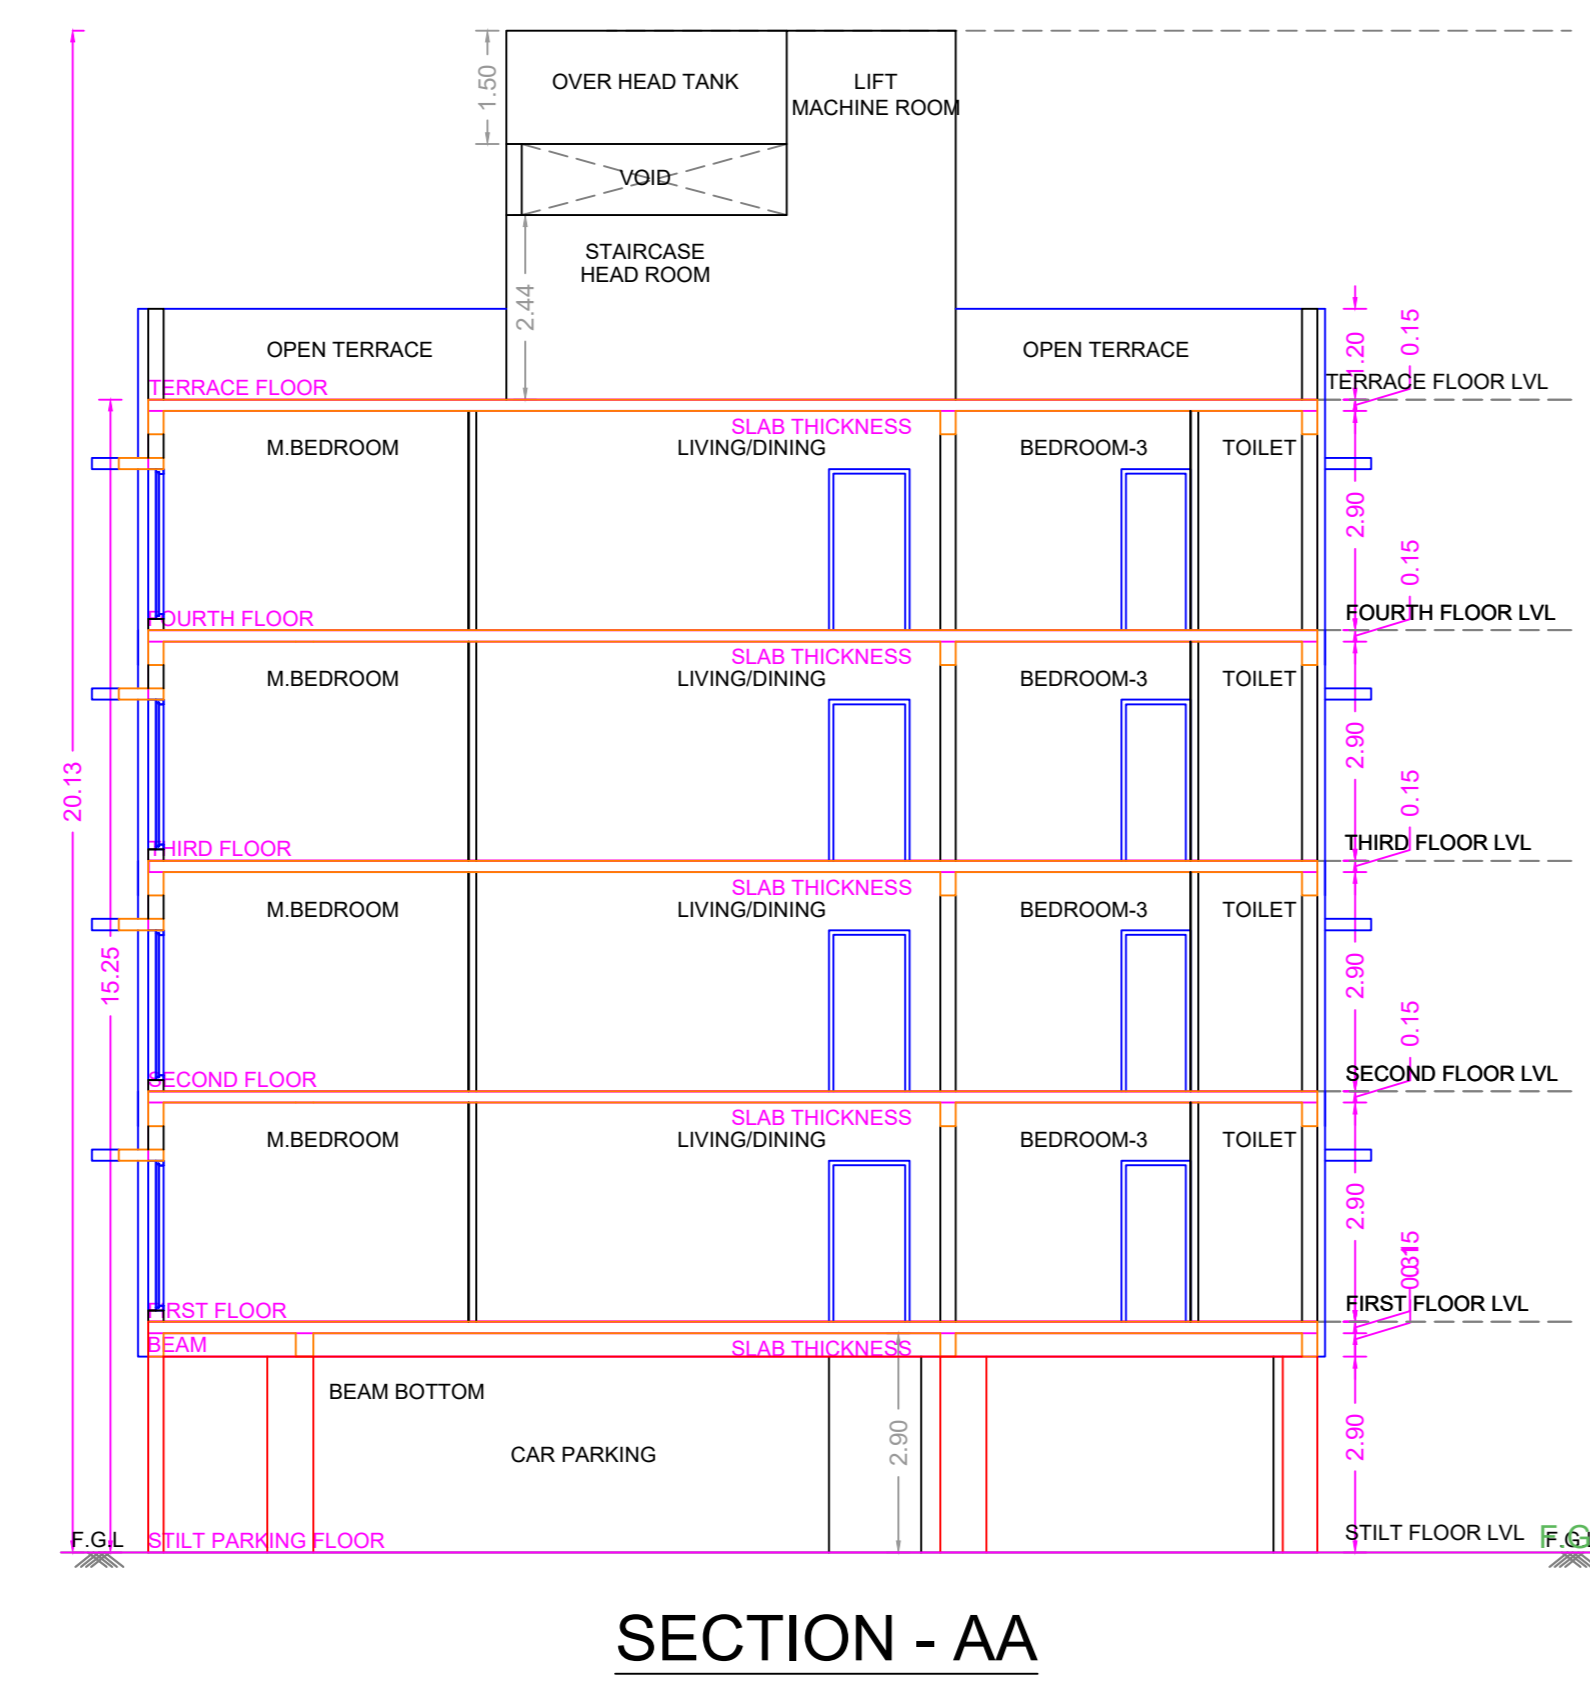 OVER HEAD TANK
LIFT
MACHINE ROOM
1.50
VOID
STAIRCASE
HEAD ROOM
2.44
OPEN TERRACE
OPEN TERRACE
1.20
0.15
TERRACE FLOOR
TERRACE FLOOR LVL
SLAB THICKNESS
M.BEDROOM
LIVING/DINING
BEDROOM-3
TOILET
2.90
0.15
FOURTH FLOOR
FOURTH FLOOR LVL
SLAB THICKNESS
M.BEDROOM
LIVING/DINING
BEDROOM-3
TOILET
2.90
20.13
0.15
THIRD FLOOR
THIRD FLOOR LVL
SLAB THICKNESS
M.BEDROOM
LIVING/DINING
BEDROOM-3
TOILET
2.90
15.25
0.15
SECOND FLOOR
SECOND FLOOR LVL
SLAB THICKNESS
M.BEDROOM
LIVING/DINING
BEDROOM-3
TOILET
2.90
FIRST FLOOR
FIRST FLOOR LVL
BEAM
SLAB THICKNESS
BEAM BOTTOM
CAR PARKING
2.90
2.90
F.G.L
STILT PARKING FLOOR
STILT FLOOR LVL
SECTION - AA